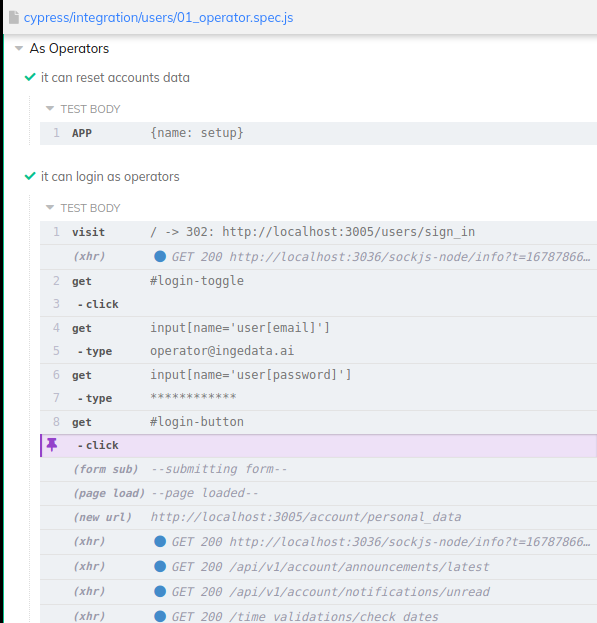 cypress/integration/users/01_operator.spec.js
As Operators
it can reset accounts data
TEST BODY
1 APP {name: setup}
it can login as operators
TEST BODY
1 visit / -> 302: http://localhost:3005/users/sign_in
(xhr) GET 200 http://localhost:3036/sockjs-node/info?t=16787866…
2 get #login-toggle
3 -click
4 get input[name='user[email]']
5 -type operator@ingedata.ai
6 get input[name='user[password]']
7 -type ************
8 get #login-button
-click
(form sub) --submitting form--
(page load) --page loaded--
(new url) http://localhost:3005/account/personal_data
(xhr) GET 200 http://localhost:3036/sockjs-node/info?t=16787866…
(xhr) GET 200 /api/v1/account/announcements/latest
(xhr) GET 200 /api/v1/account/notifications/unread
(xhr) GET 200 /time_validations/check_dates